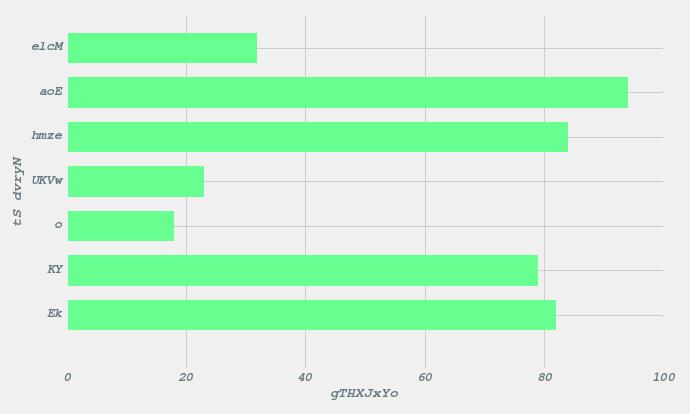 elcM
aoE
hmze
UKVw
o
KY
Ek
tS dvryN
0 20 40 60 80 100
gTHXJxYo